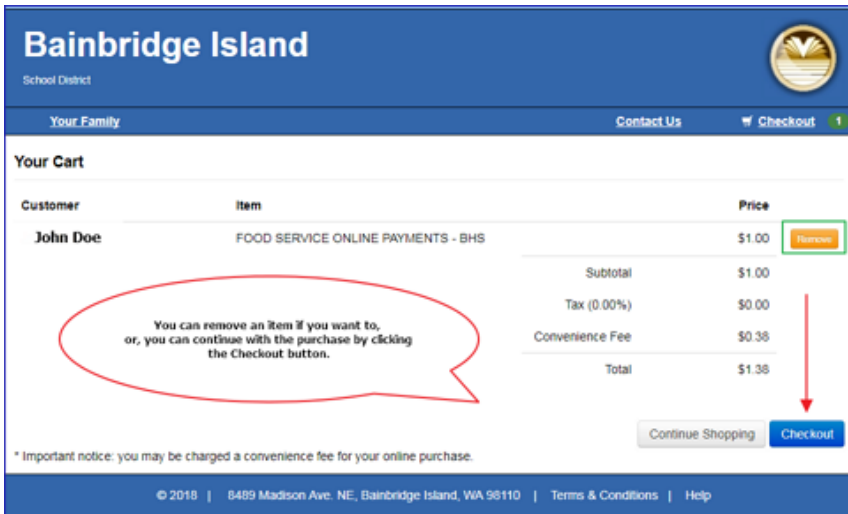 Bainbridge Island
School District
Your Family Contact Us Checkout 1
Your Cart
Customer Item Price
John Doe FOOD SERVICE ONLINE PAYMENTS - BHS $1.00 Remove
Subtotal $1.00
Tax (0.00%) $0.00
Convenience Fee $0.38
Total $1.38
You can remove an item if you want to,
or, you can continue with the purchase by clicking
the Checkout button.
Continue Shopping Checkout
* Important notice: you may be charged a convenience fee for your online purchase.
© 2018 | 8489 Madison Ave. NE, Bainbridge Island, WA 98110 | Terms & Conditions | Help